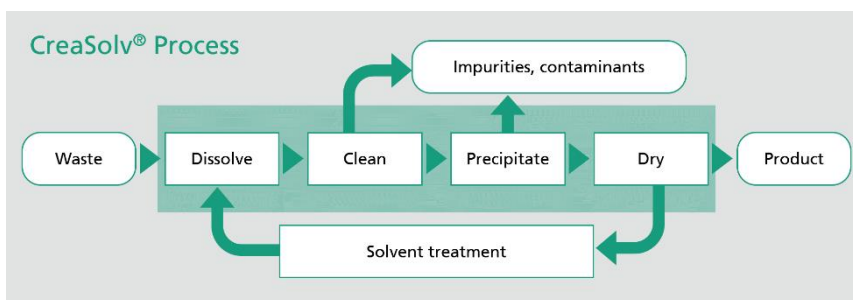 CreaSolv® Process
Impurities, contaminants
Waste
Dissolve
Clean
Precipitate
Dry
Product
Solvent treatment